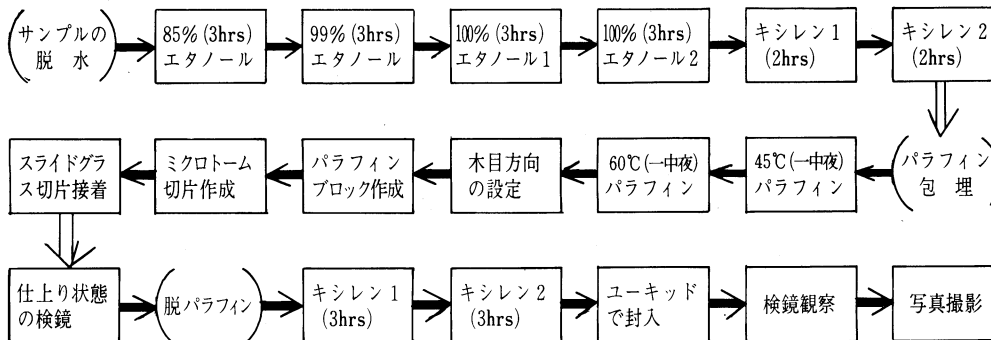 サンプルの
脱水
85%(3hrs)
エタノール
99%(3hrs)
エタノール
100%(3hrs)
エタノール1
100%(3hrs)
エタノール2
キシレン1
(2hrs)
キシレン2
(2hrs)
パラフィン
包埋
45℃(一中夜)
パラフィン
60℃(一中夜)
パラフィン
木目方向
の設定
パラフィン
ブロック作成
ミクロトーム
切片作成
スライドグラ
ス切片接着
仕上り状態
の検鏡
脱パラフィン
キシレン1
(3hrs)
キシレン2
(3hrs)
ユーキッド
で封入
検鏡観察
写真撮影